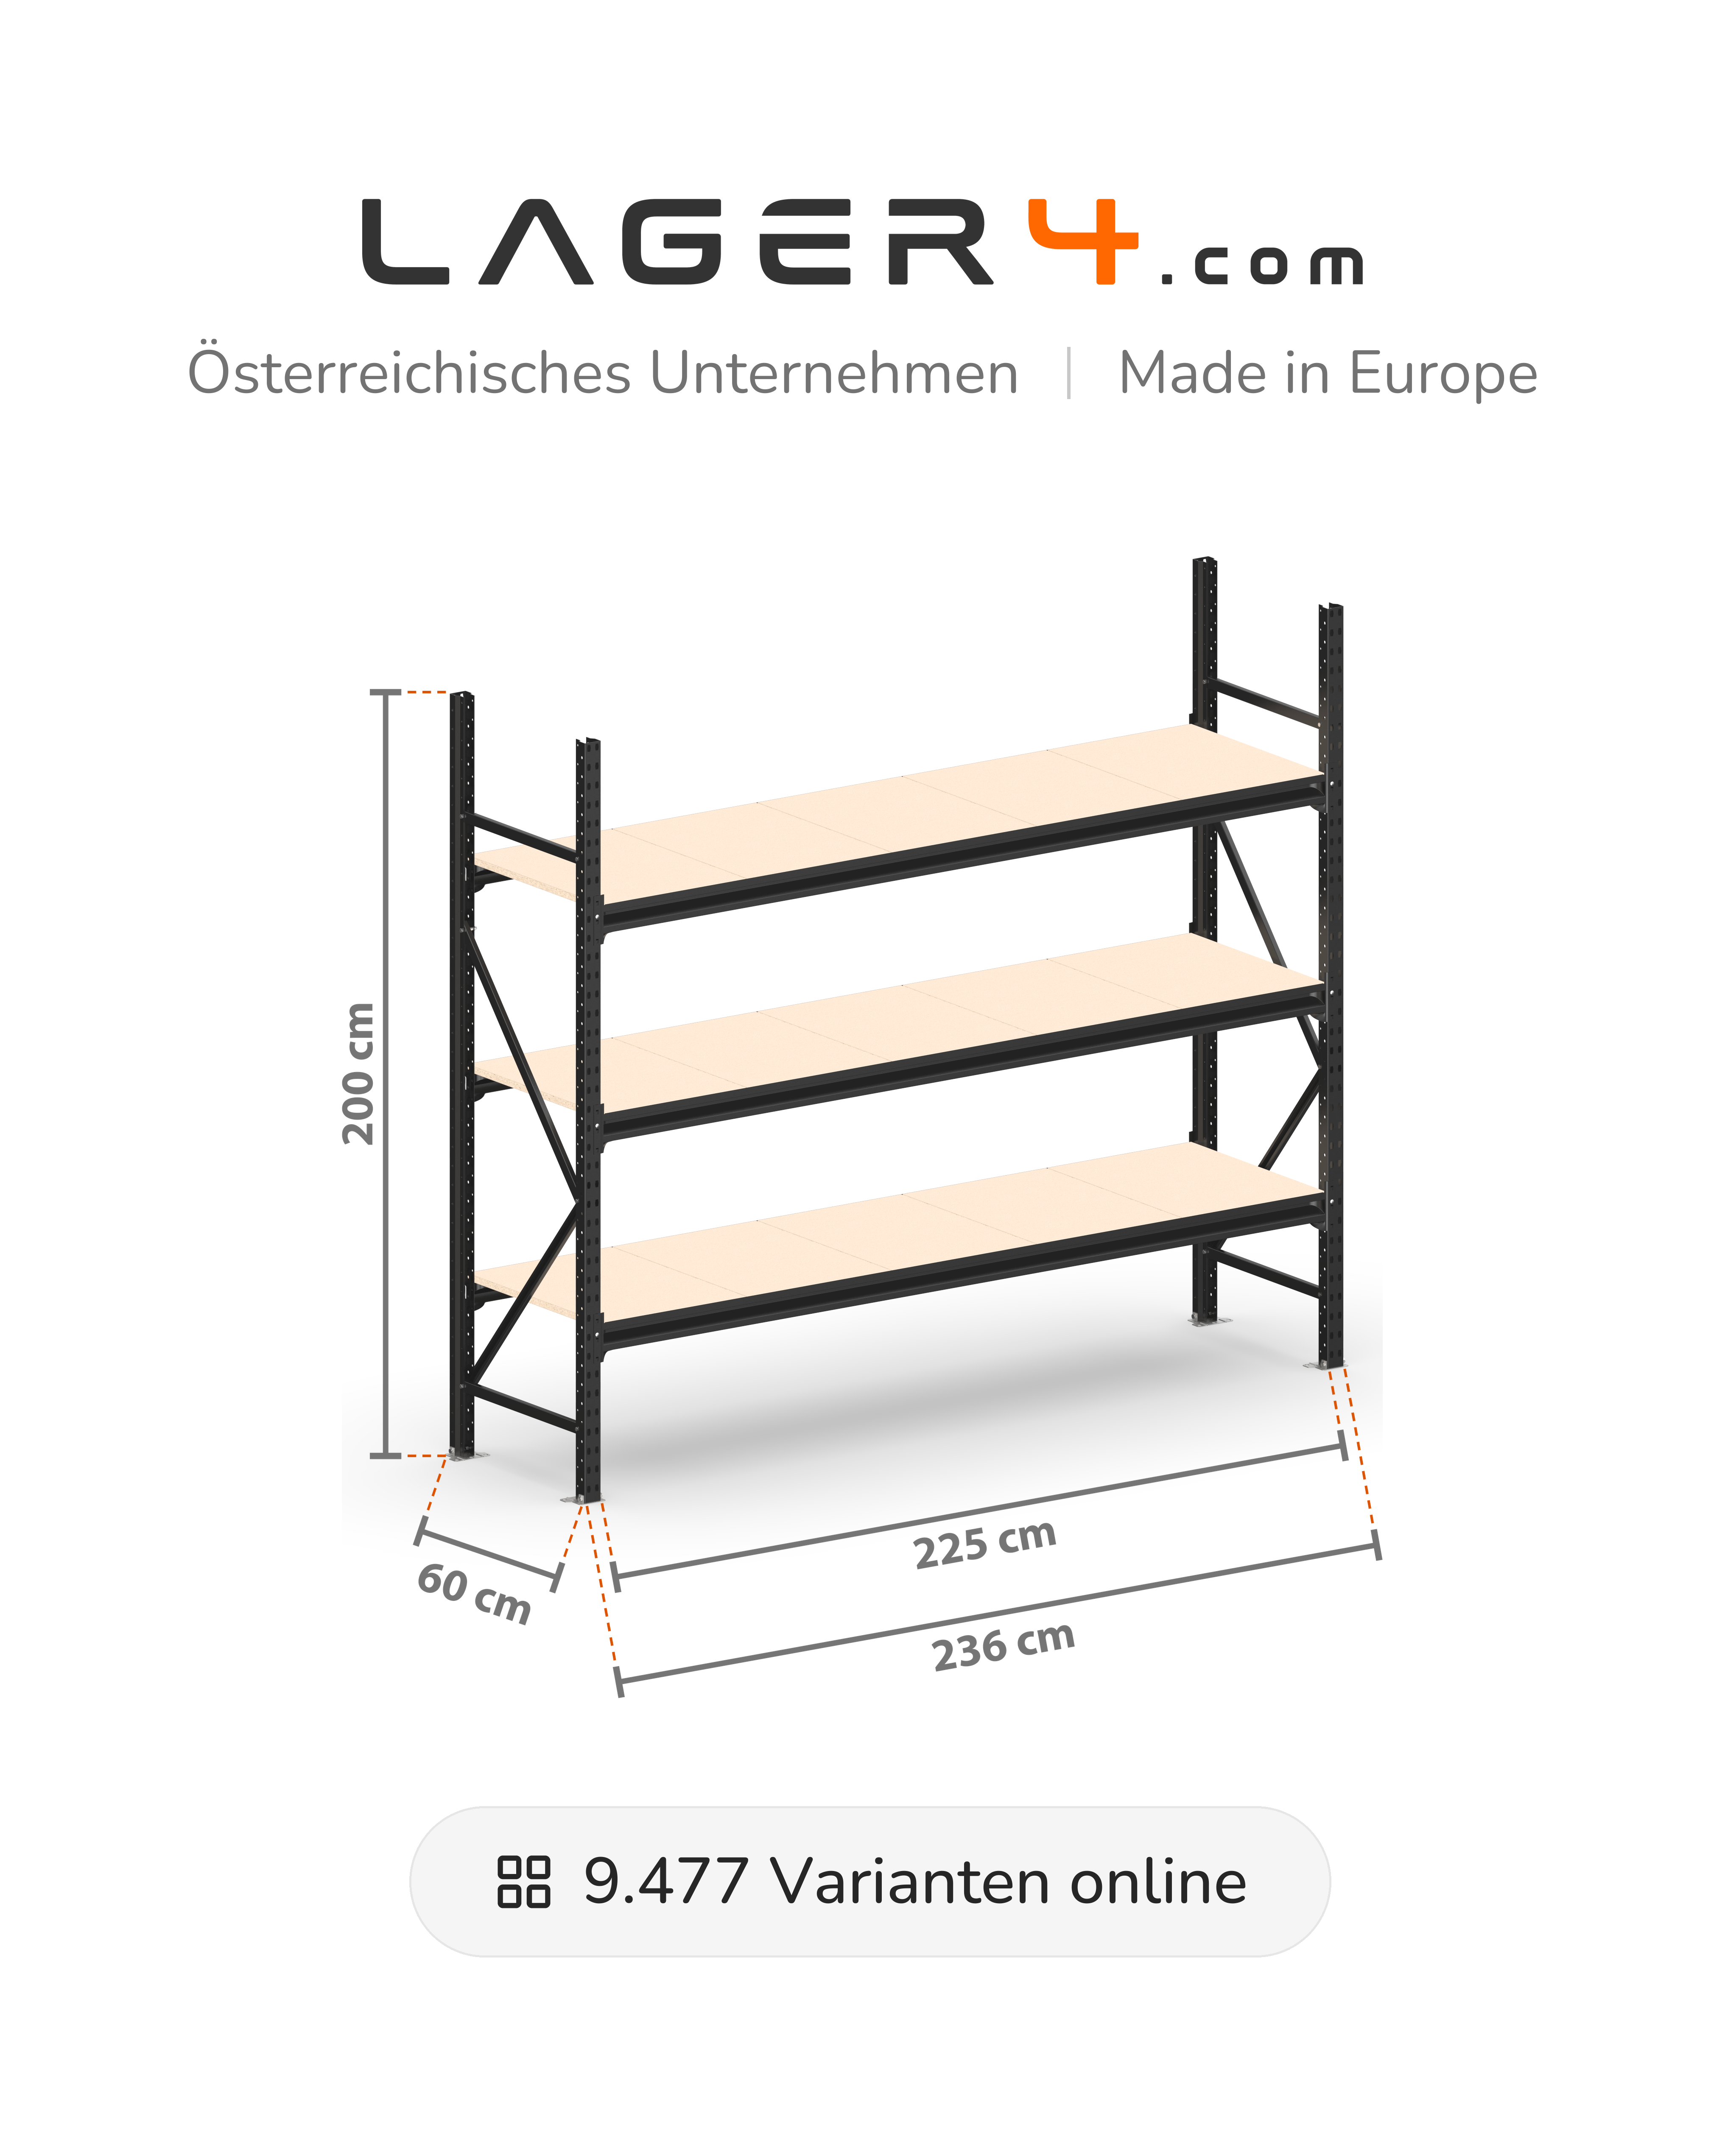 LAGER4.com
Österreichisches Unternehmen | Made in Europe
200 cm
225 cm
60 cm
236 cm
9.477 Varianten online